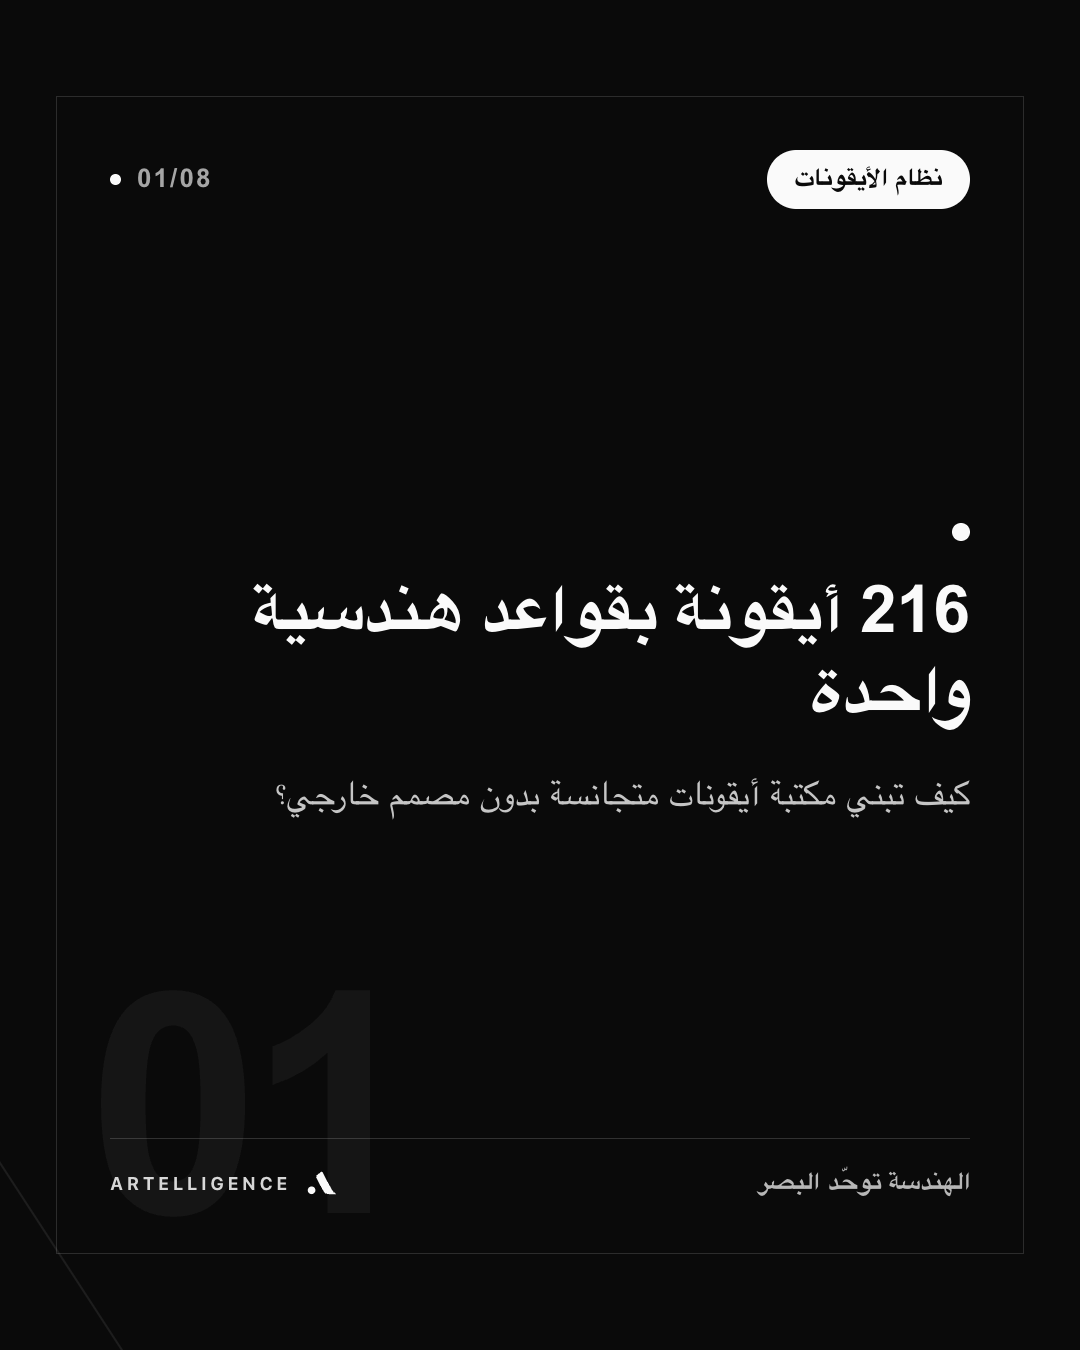 نظام الأيقونات
01/08
216 أيقونة بقواعد هندسية
واحدة
كيف تبني مكتبة أيقونات متجانسة بدون مصمم خارجي؟
01
الهندسة توحّد البصر
ARTELLIGENCE